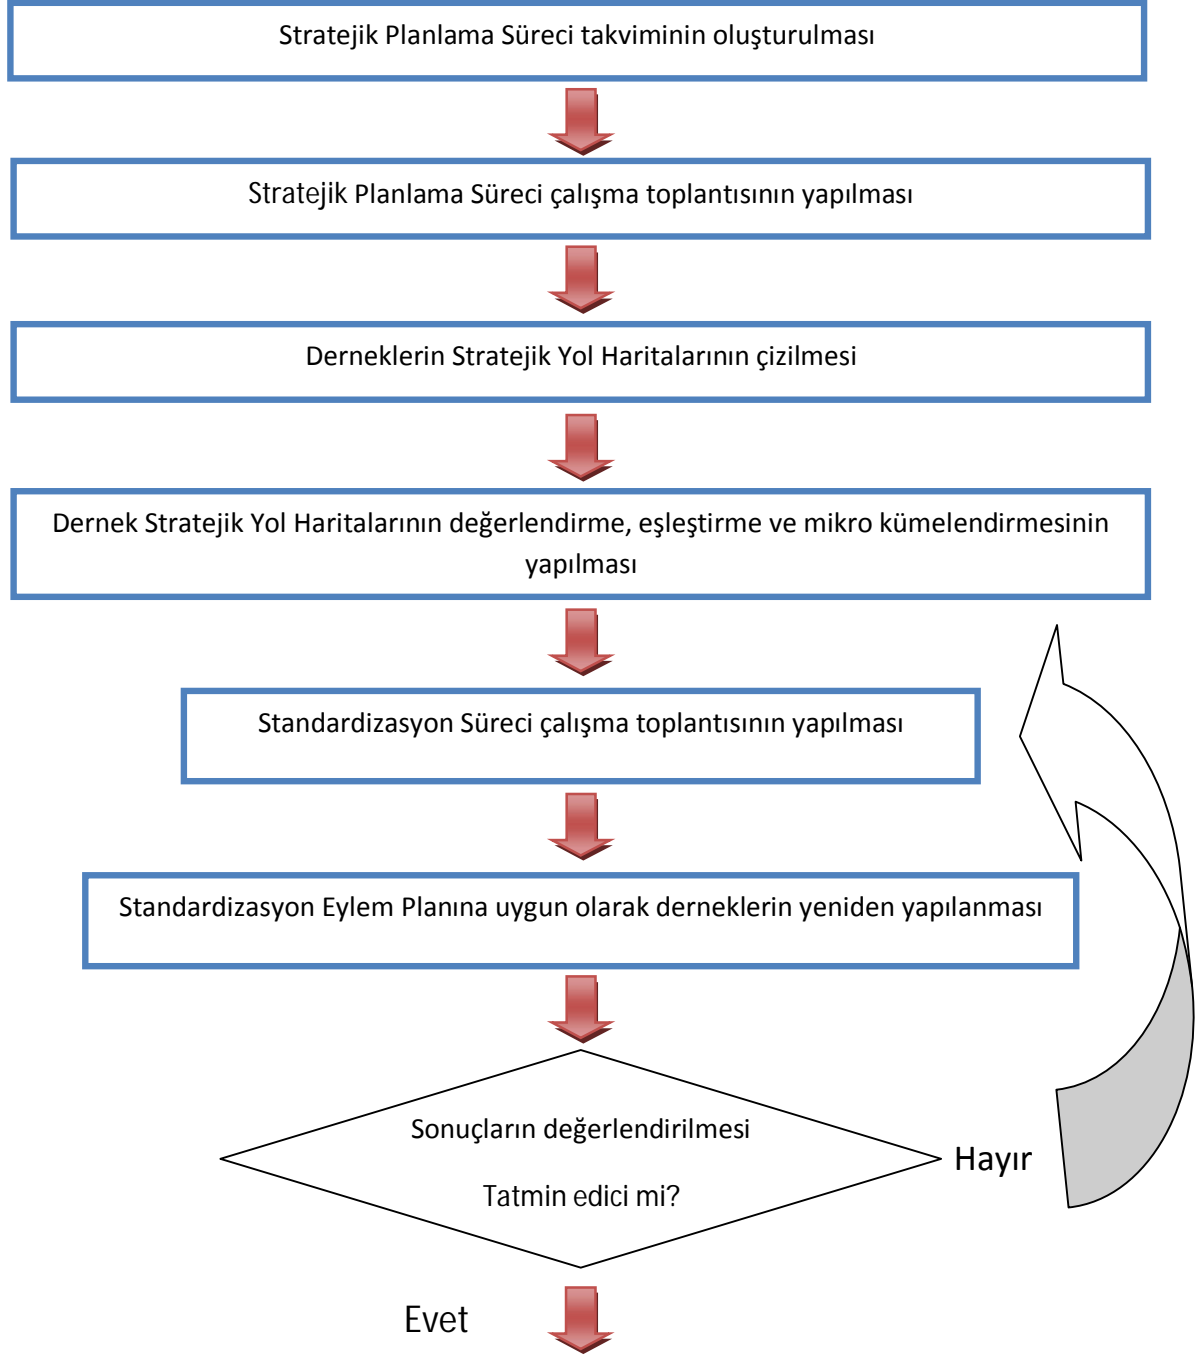 Stratejik Planlama Süreci takviminin oluşturulması
Stratejik Planlama Süreci çalışma toplantısının yapılması
Derneklerin Stratejik Yol Haritalarının çizilmesi
Dernek Stratejik Yol Haritalarının değerlendirme, eşleştirme ve mikro kümelendirmesinin
yapılması
Standardizasyon Süreci çalışma toplantısının yapılması
Standardizasyon Eylem Planına uygun olarak derneklerin yeniden yapılanması
Sonuçların değerlendirilmesi
Tatmin edici mi?
Hayır
Evet